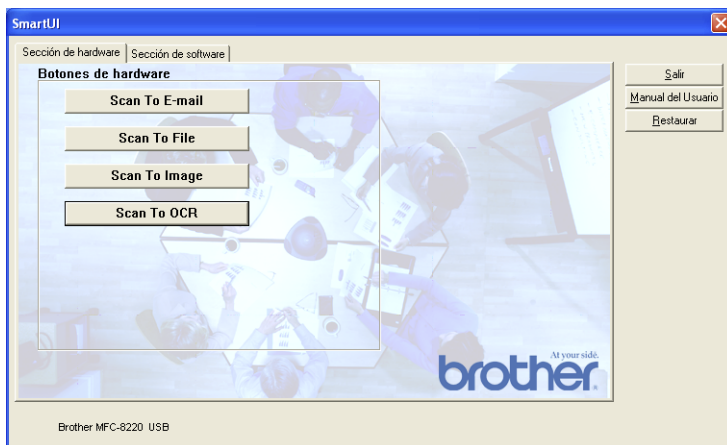 SmartUI
Sección de hardware Sección de software
Botones de hardware
Scan To E-mail
Scan To File
Scan To Image
Scan To OCR
Salir
Manual del Usuario
Restaurar
At your side.
brother
Brother MFC-8220 USB